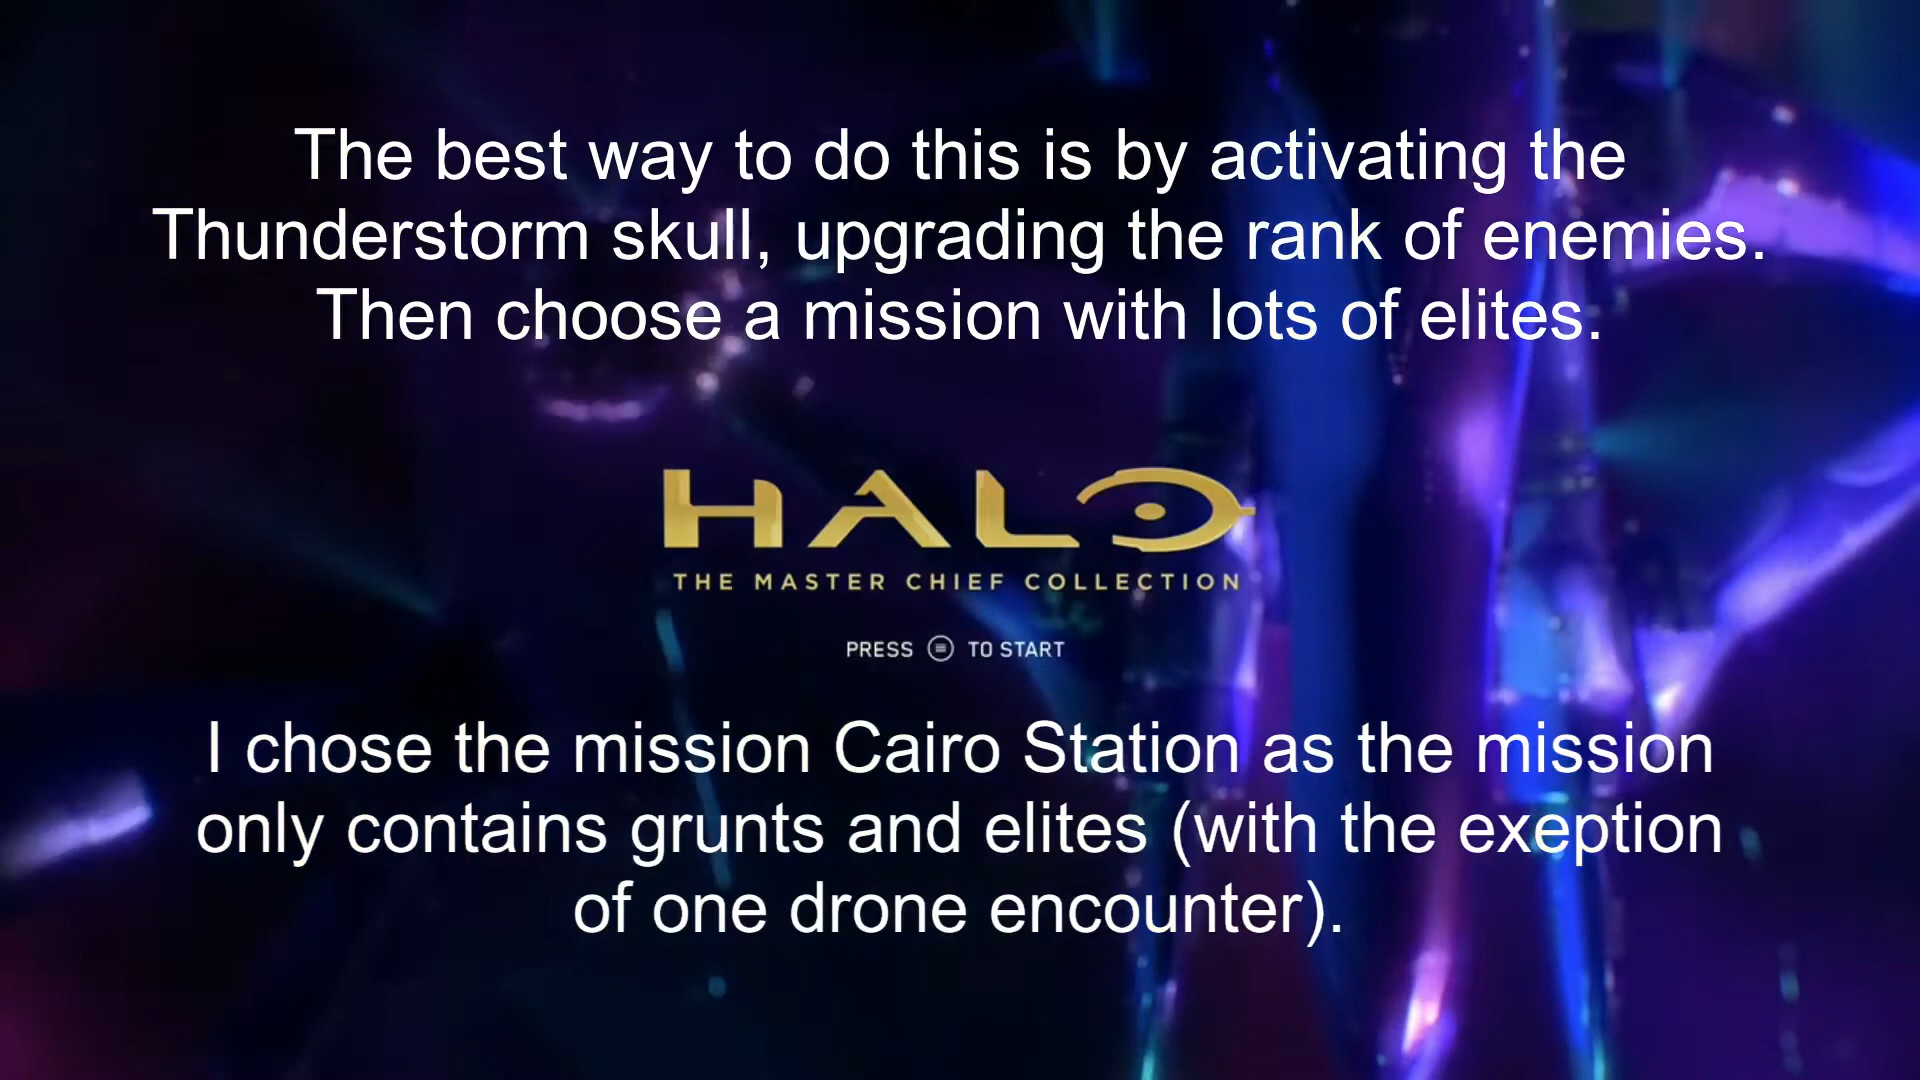 The best way to do this is by activating the
Thunderstorm skull, upgrading the rank of enemies.
Then choose a mission with lots of elites.
HALO
THE MASTER CHIEF COLLECTION
PRESS TO START
I chose the mission Cairo Station as the mission
only contains grunts and elites (with the exeption
of one drone encounter).